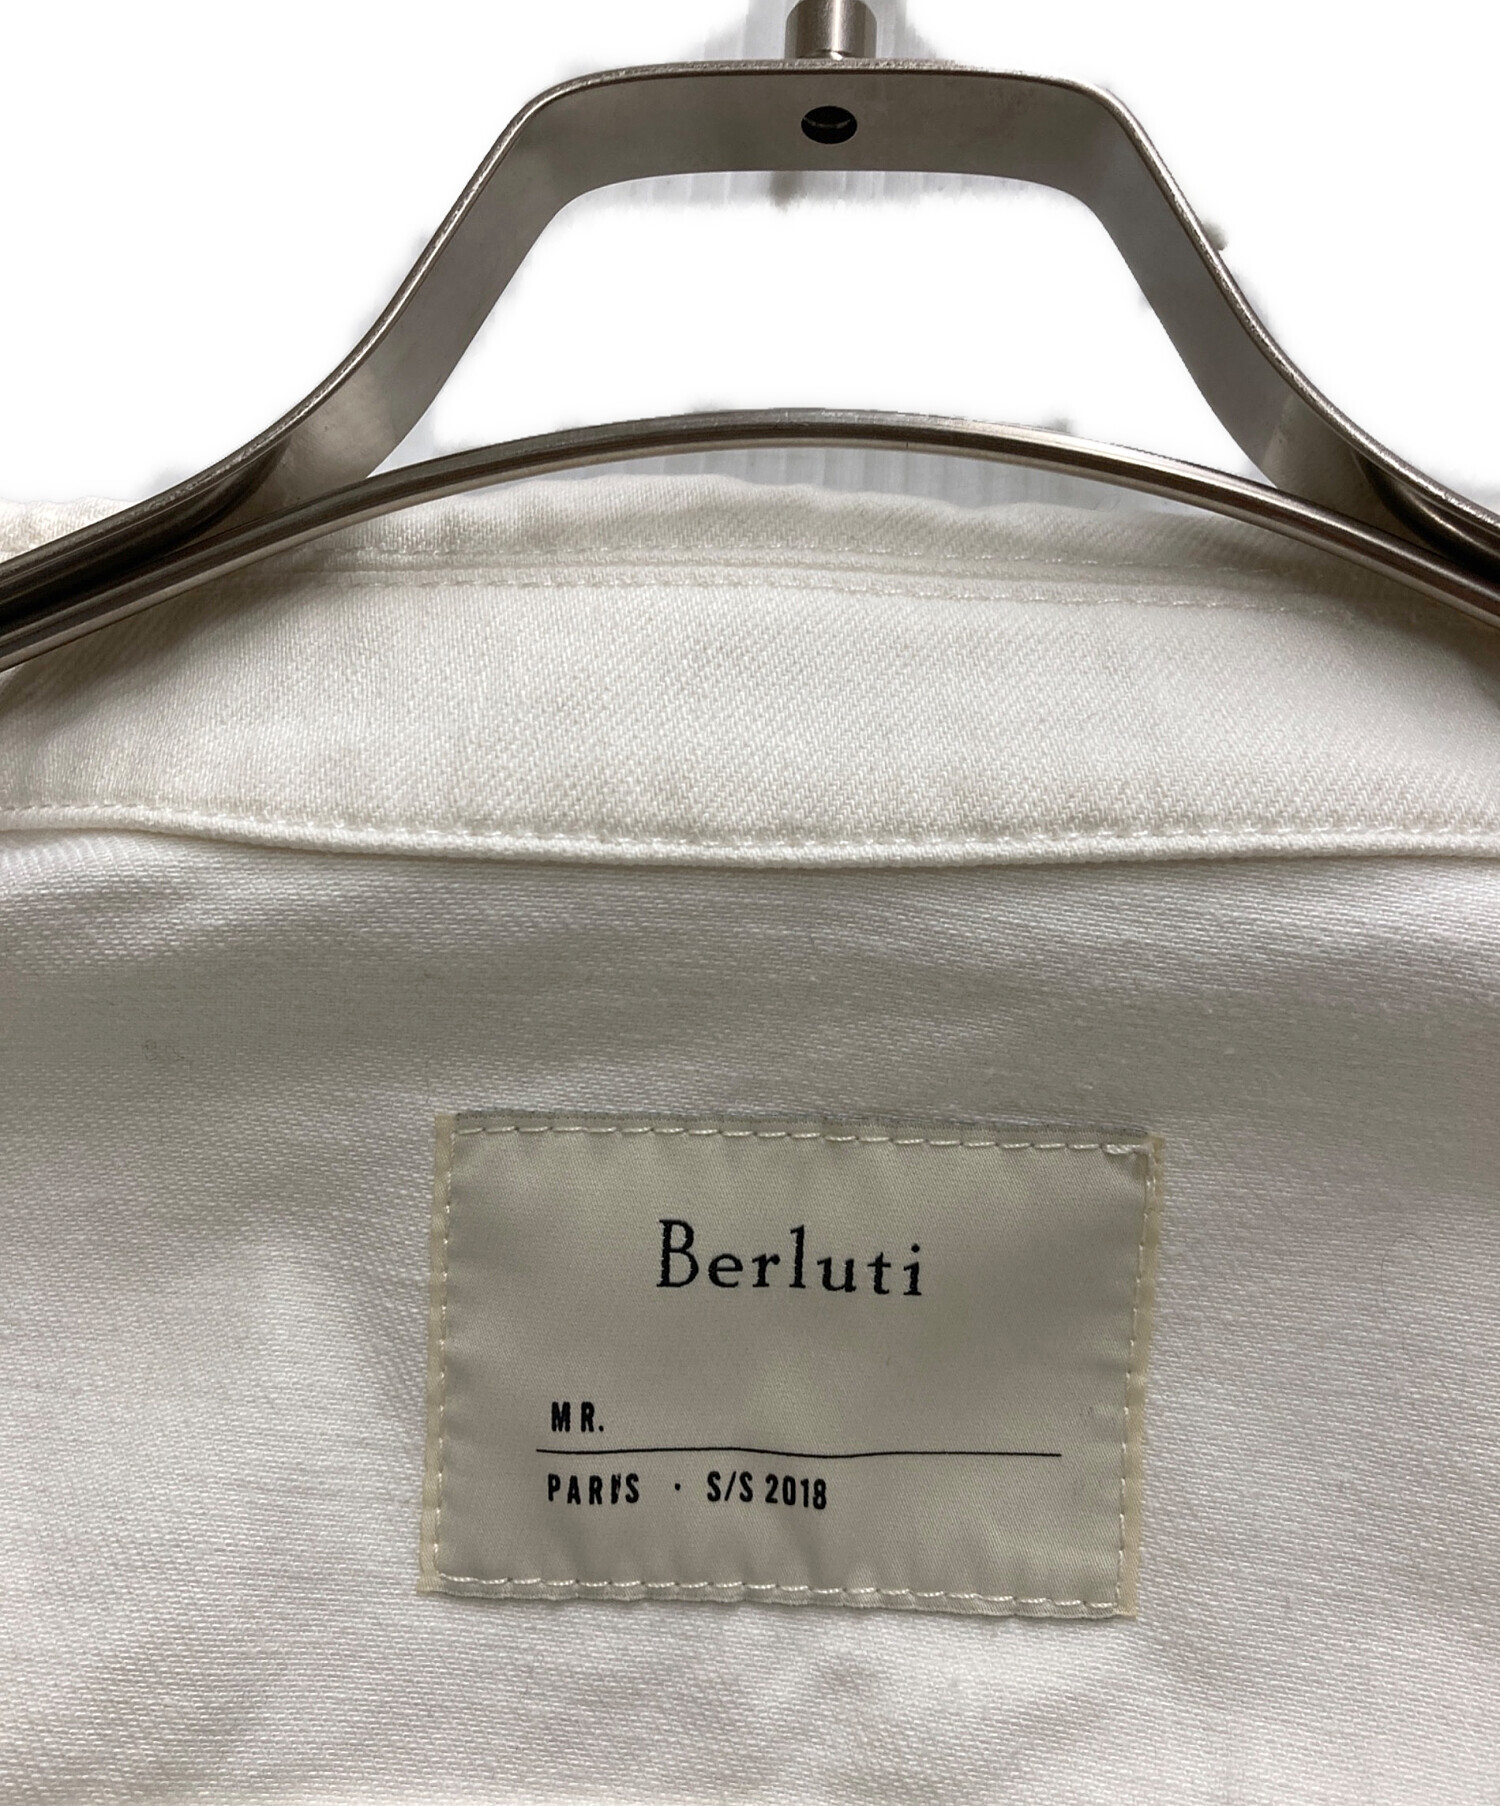 Berluti
MR.
PARIS · S/S 2018